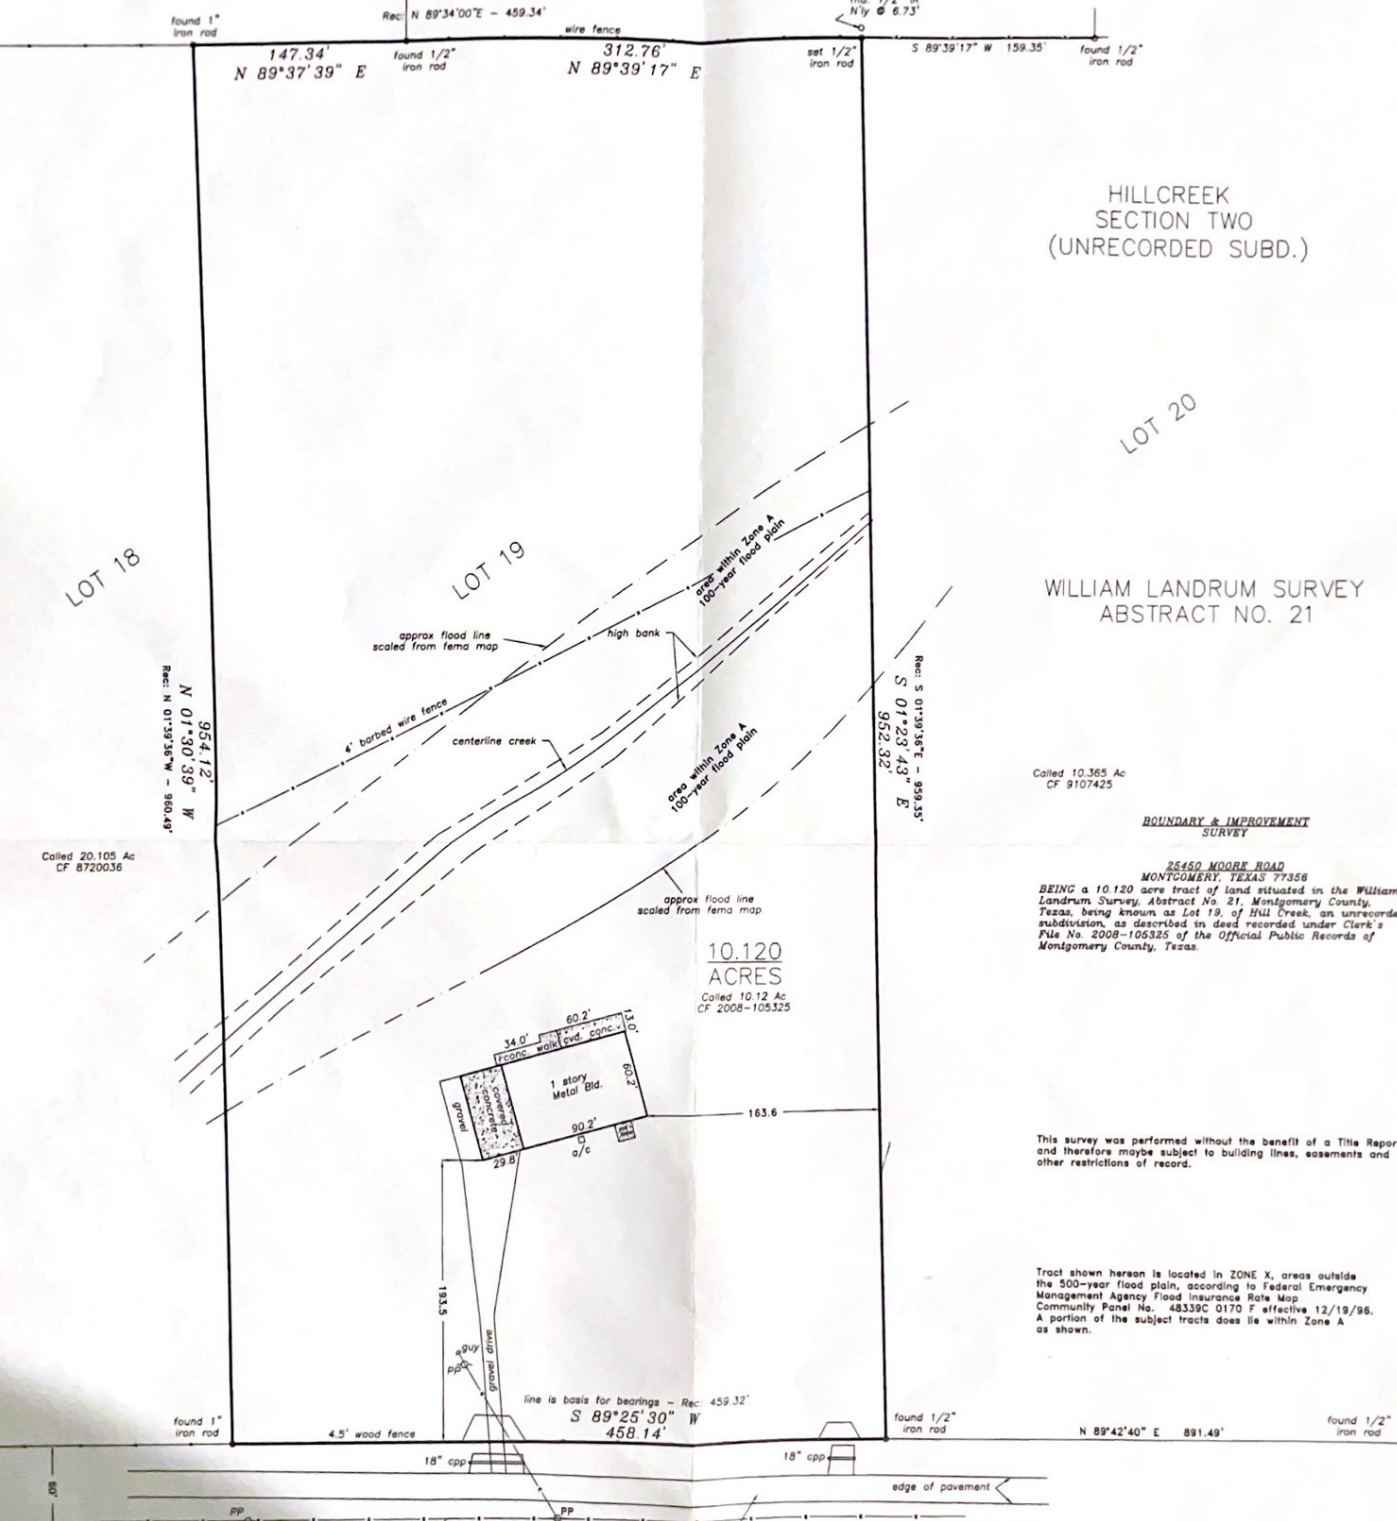 found 1"
iron rod
Rec: N 89°34'00"E - 459.34'
wire fence
N'ly @ 6.73'
147.34'
N 89°37'39" E
found 1/2"
iron rod
312.76'
N 89°39'17" E
set 1/2"
iron rod
S 89°39'17" W 159.35'
found 1/2"
iron rod
HILLCREEK
SECTION TWO
(UNRECORDED SUBD.)
LOT 18
LOT 19
LOT 20
area within Zone A
100-year flood plain
WILLIAM LANDRUM SURVEY
ABSTRACT NO. 21
approx flood line
scaled from fema map
high bank
4' barbed wire fence
centerline creek
954.12'
N 01°30'39" W
Rec: N 01°39'36"W - 960.49'
Rec: S 01°39'36"E - 959.35'
S 01°23'43" E
952.32'
area within Zone A
100-year flood plain
Called 10.365 Ac
CF 9107425
Called 20.105 Ac
CF 8720036
BOUNDARY & IMPROVEMENT
SURVEY
25450 MOORE ROAD
MONTGOMERY, TEXAS 77356
BEING a 10.120 acre tract of land situated in the William
Landrum Survey, Abstract No. 21, Montgomery County,
Texas, being known as Lot 19, of Hill Creek, an unrecorde
subdivision, as described in deed recorded under Clerk's
File No. 2008-105325 of the Official Public Records of
Montgomery County, Texas.
approx flood line
scaled from fema map
10.120
ACRES
Called 10.12 Ac
CF 2008-105325
60.2'
13.0'
34.0'
conc. walk
cvd. conc.
1 story
Metal Bld.
60.2'
gravel
covered
concrete
90.2'
a/c
29.8'
163.6
193.5
This survey was performed without the benefit of a Title Repor
and therefore maybe subject to building lines, easements and
other restrictions of record.
Tract shown hereon is located in ZONE X, areas outside
the 500-year flood plain, according to Federal Emergency
Management Agency Flood Insurance Rate Map
Community Panel No. 48339C 0170 F effective 12/19/96.
A portion of the subject tracts does lie within Zone A
as shown.
guy
pp
gravel drive
line is basis for bearings - Rec: 459.32'
S 89°25'30" W
458.14'
found 1"
iron rod
4.5' wood fence
found 1/2"
iron rod
N 89°42'40" E 891.49'
found 1/2"
iron rod
18" cpp
18" cpp
edge of pavement
60'
PP
PP